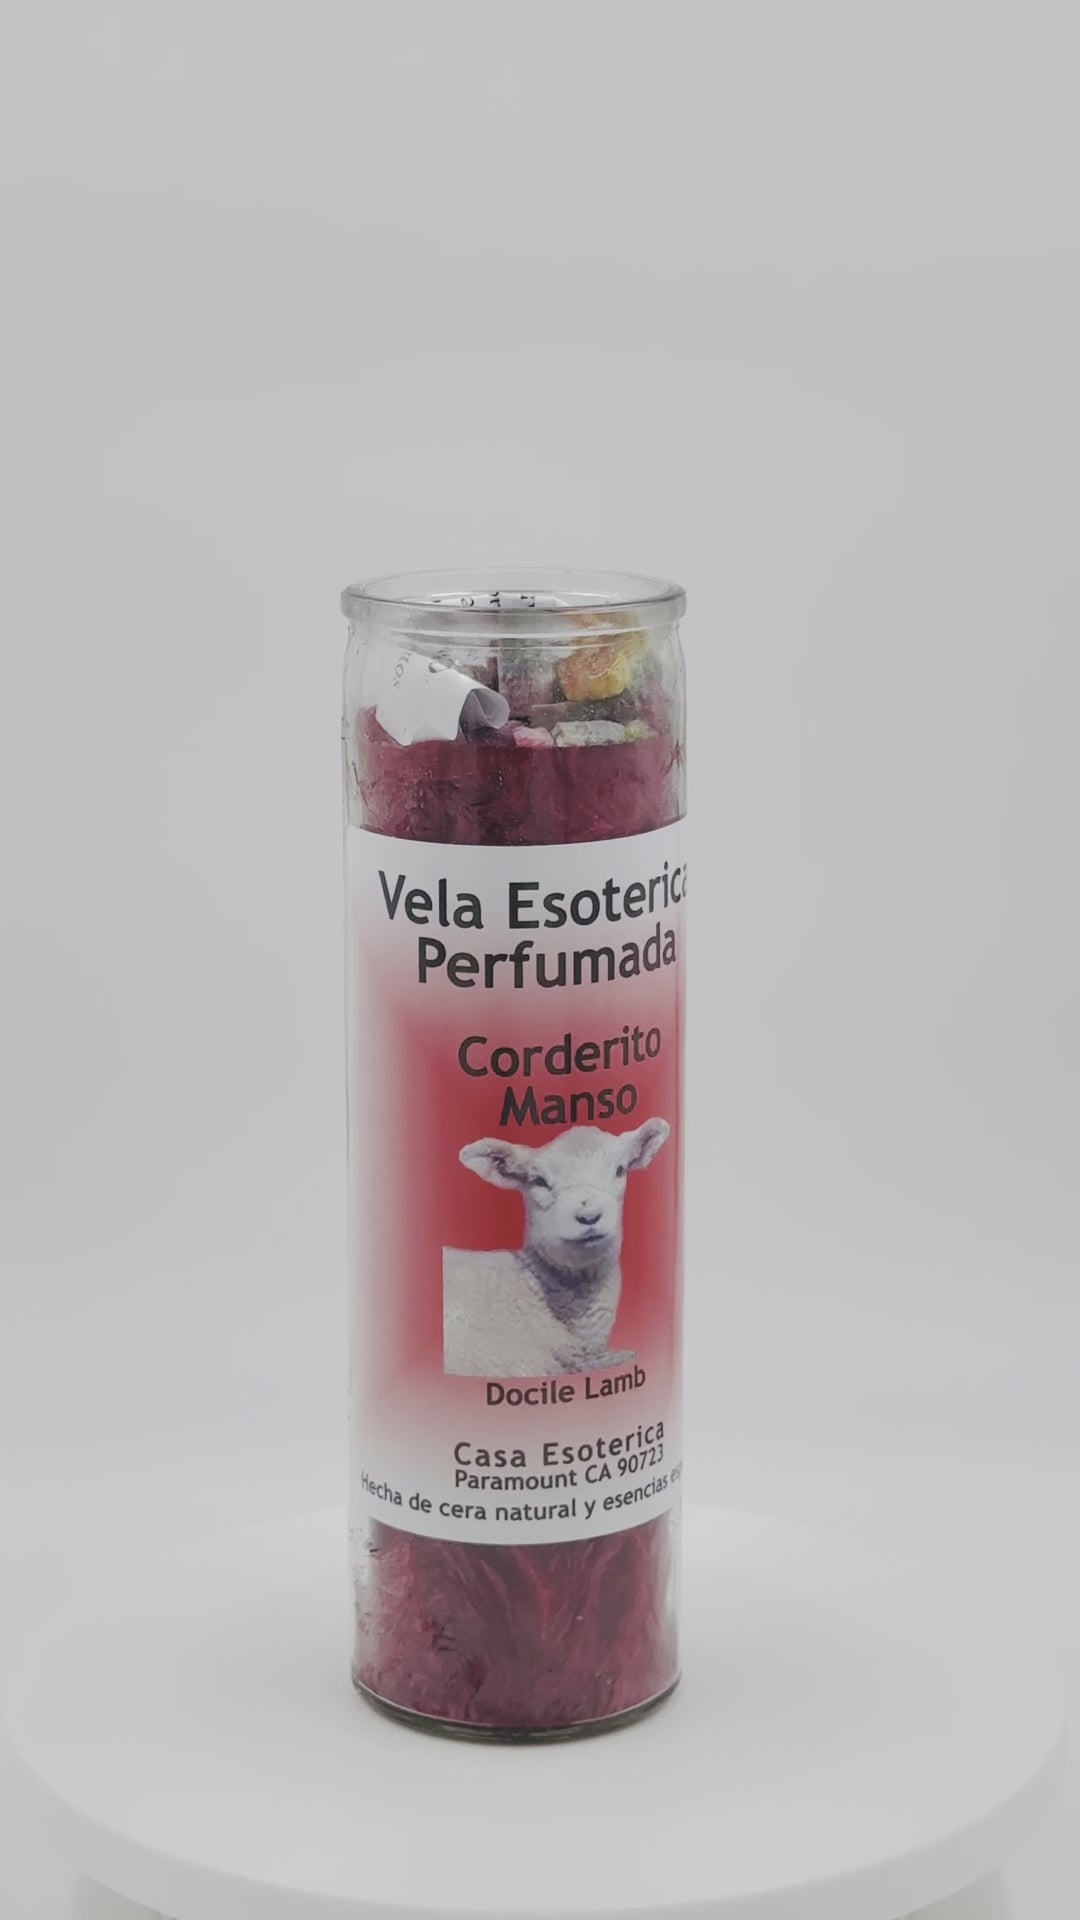 Vela Esoterica
Perfumada
Corderito
Manso
Docile Lamb
Casa Esoterica
Paramount CA 90723
Hecha de cera natural y esencias